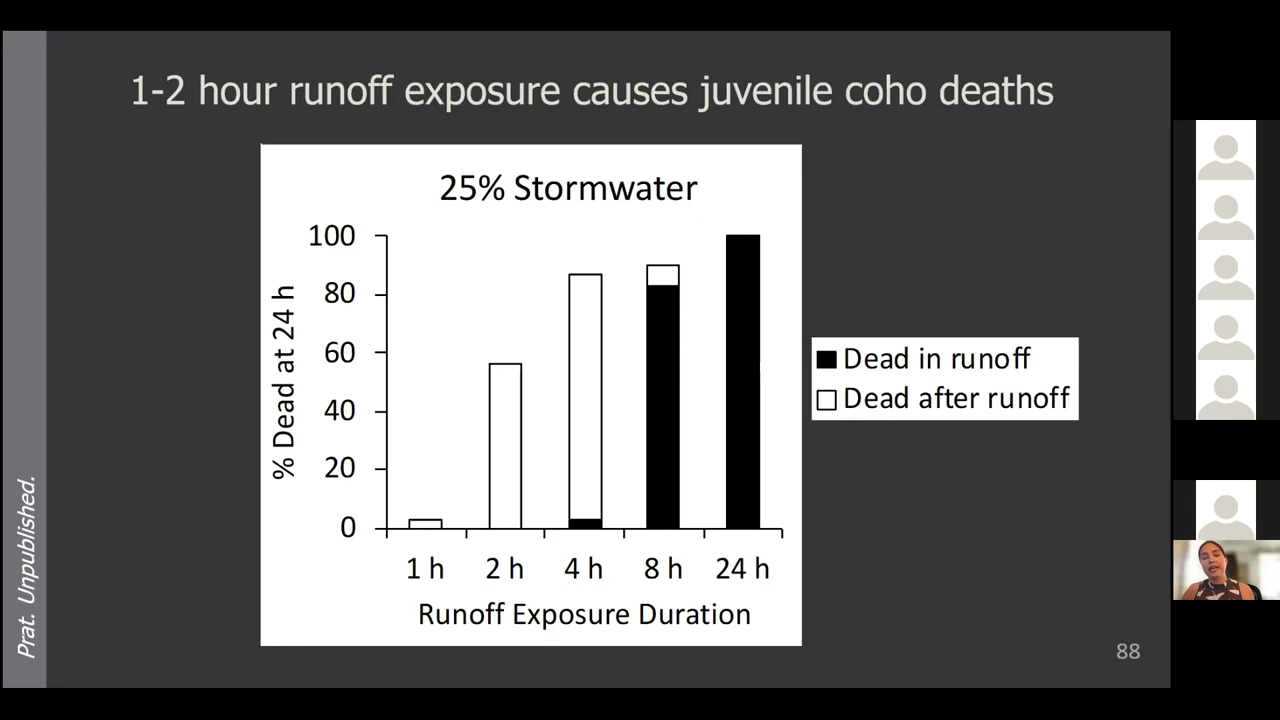 1-2 hour runoff exposure causes juvenile coho deaths
25% Stormwater
% Dead at 24 h
100
80
60
40
20
0
1 h 2 h 4 h 8 h 24 h
Runoff Exposure Duration
Dead in runoff
Dead after runoff
Prat. Unpublished.
88